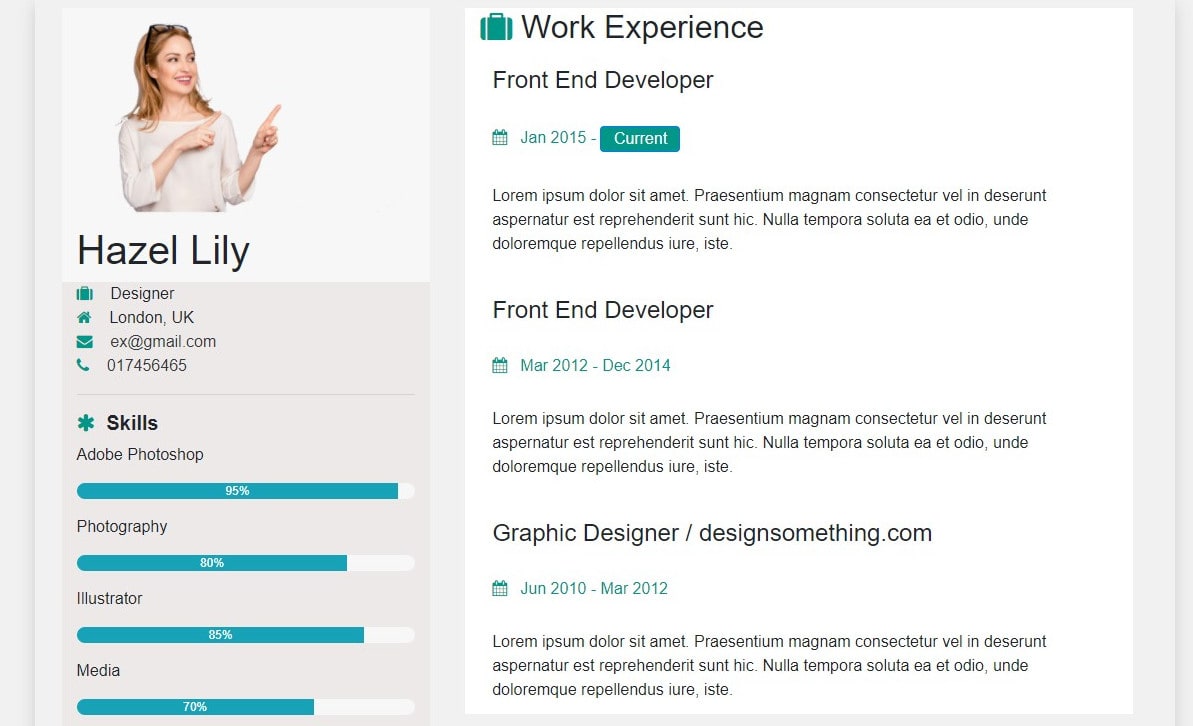 Hazel Lily
Designer
London, UK
ex@gmail.com
017456465
Skills
Adobe Photoshop
95%
Photography
80%
Illustrator
85%
Media
70%
Work Experience
Front End Developer
Jan 2015 - Current
Lorem ipsum dolor sit amet. Praesentium magnam consectetur vel in deserunt
aspernatur est reprehenderit sunt hic. Nulla tempora soluta ea et odio, unde
doloremque repellendus iure, iste.
Front End Developer
Mar 2012 - Dec 2014
Lorem ipsum dolor sit amet. Praesentium magnam consectetur vel in deserunt
aspernatur est reprehenderit sunt hic. Nulla tempora soluta ea et odio, unde
doloremque repellendus iure, iste.
Graphic Designer / designsomething.com
Jun 2010 - Mar 2012
Lorem ipsum dolor sit amet. Praesentium magnam consectetur vel in deserunt
aspernatur est reprehenderit sunt hic. Nulla tempora soluta ea et odio, unde
doloremque repellendus iure, iste.